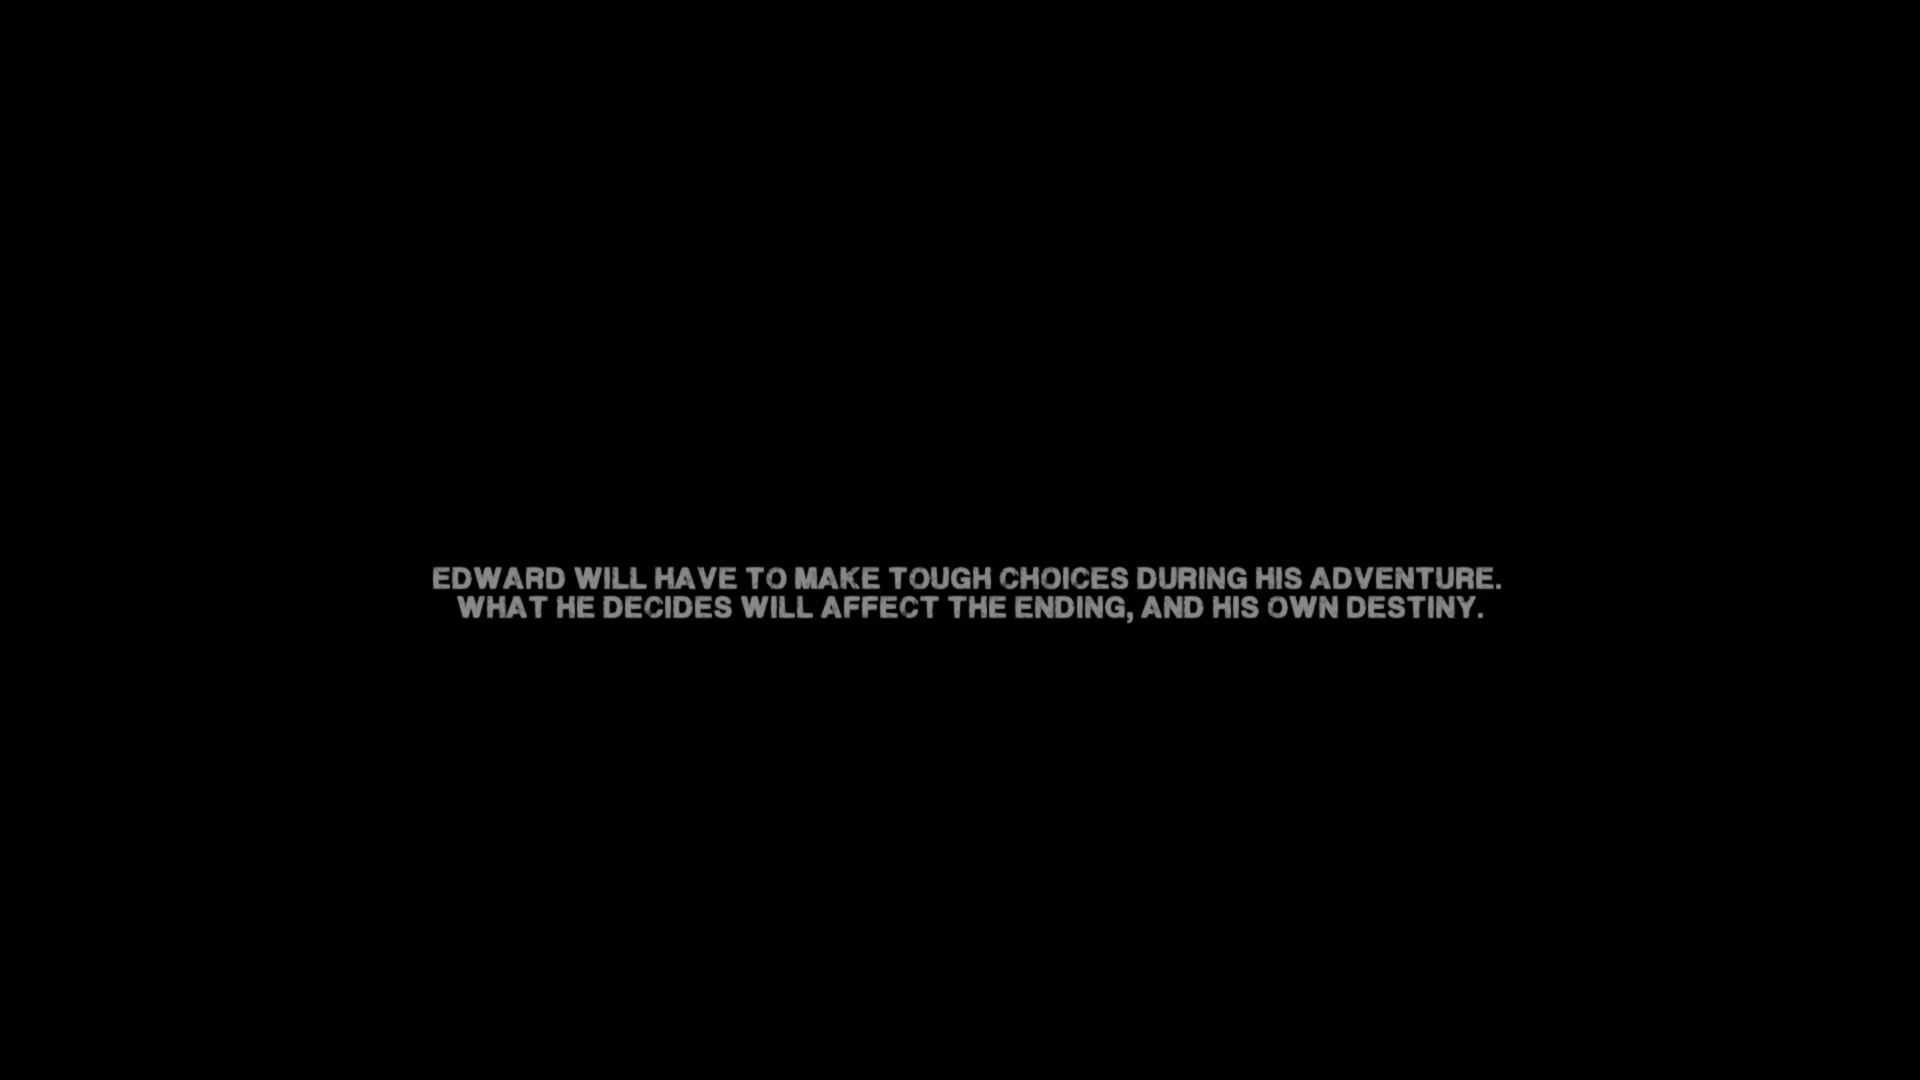 EDWARD WILL HAVE TO MAKE TOUGH CHOICES DURING HIS ADVENTURE.
WHAT HE DECIDES WILL AFFECT THE ENDING, AND HIS OWN DESTINY.